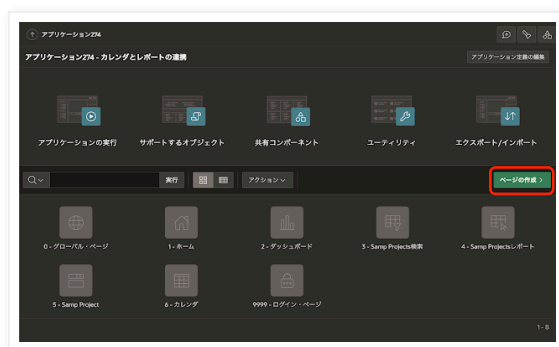 アプリケーション274
アプリケーション274 - カレンダとレポートの連携
アプリケーション定義の編集
アプリケーションの実行
サポートするオブジェクト
共有コンポーネント
ユーティリティ
エクスポート/インポート
実行
アクション
ページの作成 >
0 - グローバル・ページ
1 - ホーム
2 - ダッシュボード
3 - Samp Projects検索
4 - Samp Projectsレポート
5 - Samp Project
6 - カレンダ
9999 - ログイン・ページ
1 - 8